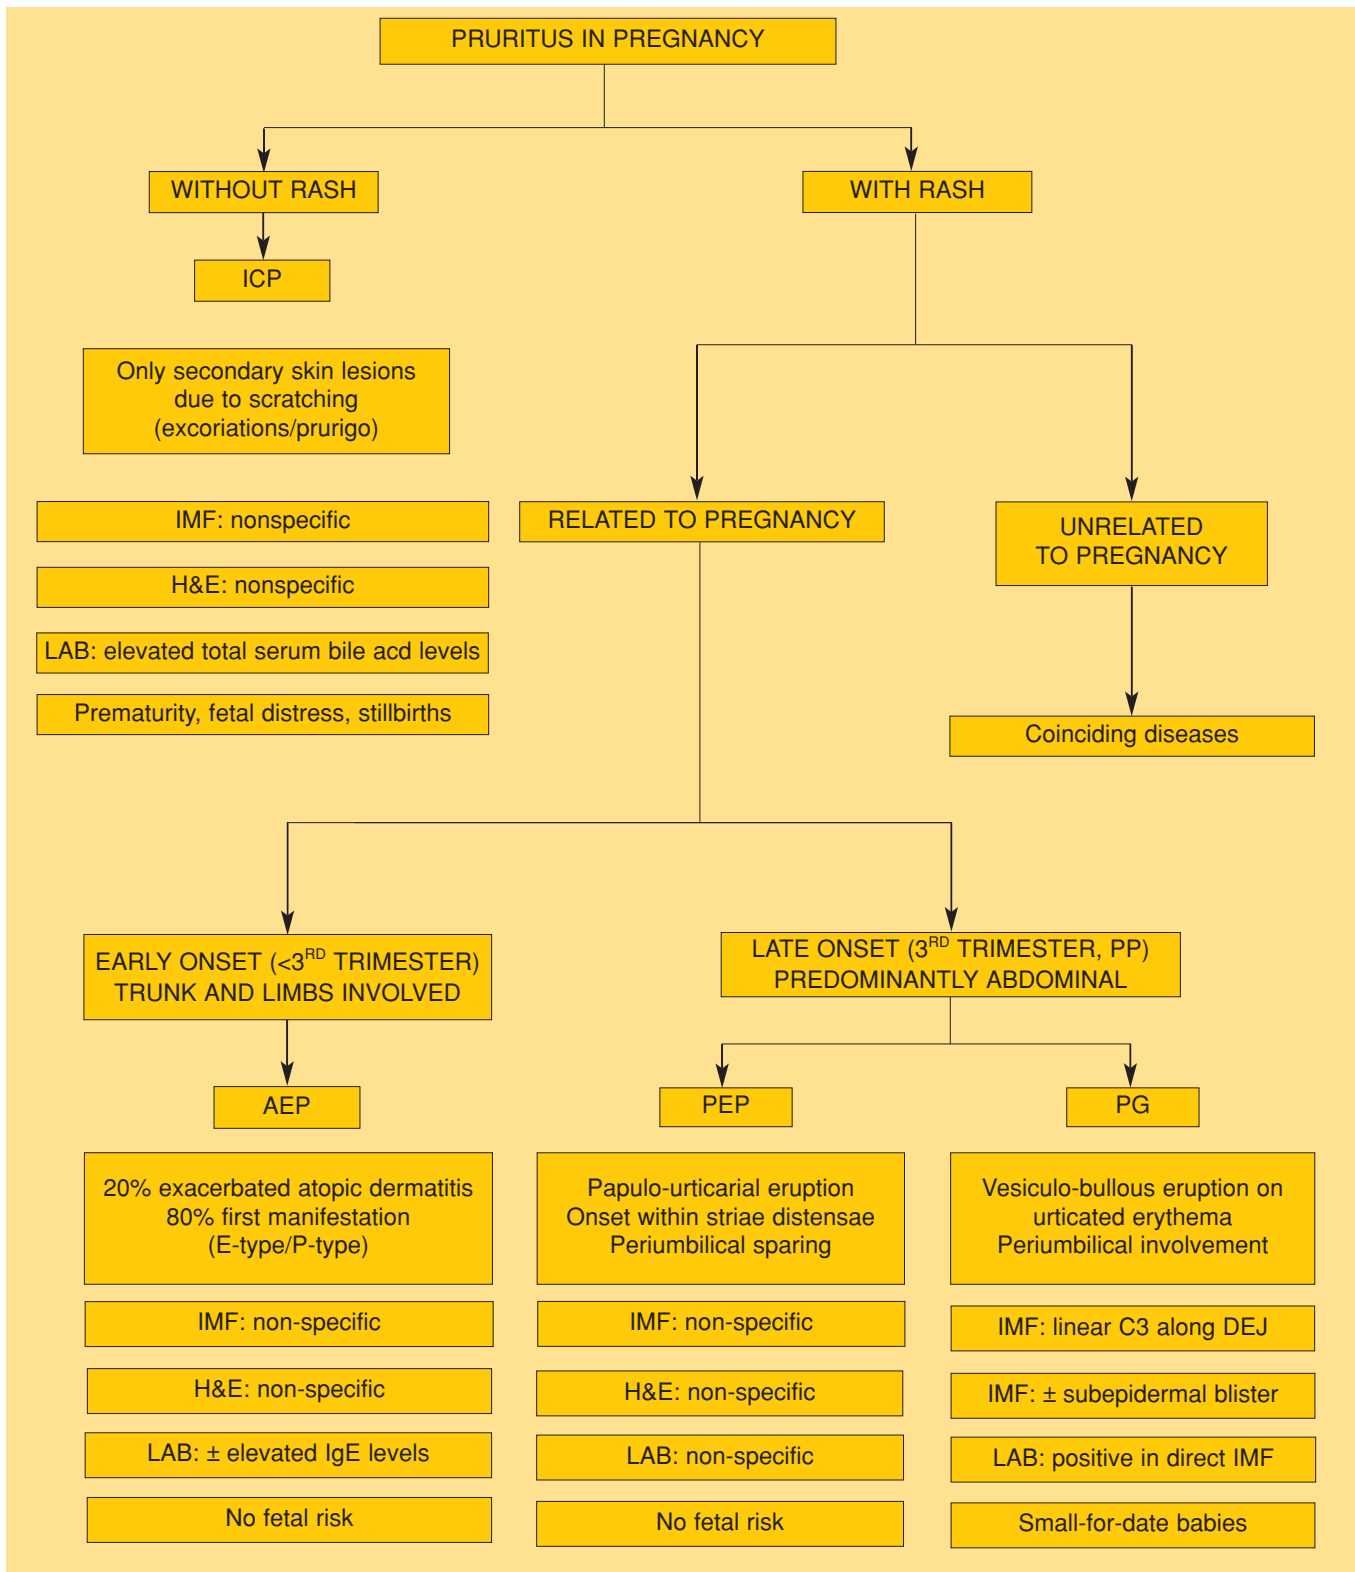 PRURITUS IN PREGNANCY
WITHOUT RASH
WITH RASH
ICP
Only secondary skin lesions
due to scratching
(excoriations/prurigo)
IMF: nonspecific
H&E: nonspecific
LAB: elevated total serum bile acd levels
Prematurity, fetal distress, stillbirths
RELATED TO PREGNANCY
UNRELATED
TO PREGNANCY
Coinciding diseases
EARLY ONSET (<3RD TRIMESTER)
TRUNK AND LIMBS INVOLVED
LATE ONSET (3RD TRIMESTER, PP)
PREDOMINANTLY ABDOMINAL
AEP
20% exacerbated atopic dermatitis
80% first manifestation
(E-type/P-type)
IMF: non-specific
H&E: non-specific
LAB: ± elevated IgE levels
No fetal risk
PEP
Papulo-urticarial eruption
Onset within striae distensae
Periumbilical sparing
IMF: non-specific
H&E: non-specific
LAB: non-specific
No fetal risk
PG
Vesiculo-bullous eruption on
urticated erythema
Periumbilical involvement
IMF: linear C3 along DEJ
IMF: ± subepidermal blister
LAB: positive in direct IMF
Small-for-date babies